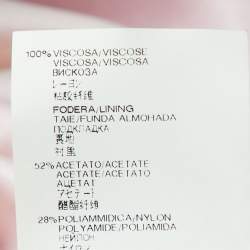 100% VISCOSA/VISCOSE
VISCOSA/VISCOSA
ВИСКОЗА
レーヨン
粘胶纤维
FODERA/LINING
TAIE/FUNDA ALMOHADA
ПОДКЛАДКА
裏地
衬里
52% ACETATO/ACETATE
ACETATE/ACETATO
АЦЕТАТ
アセテート
醋酯纤维
28% POLIAMMIDICA/NYLON
POLYAMIDE/POLIAMIDA
НЕЙЛОН